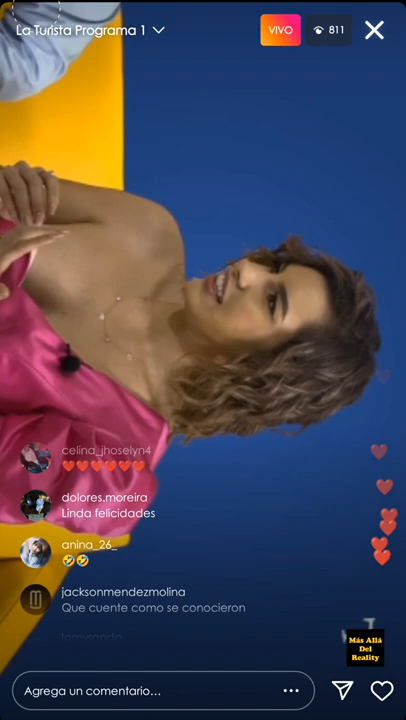 La Turista Programa 1
VIVO
811
celina_jhoselyn4
❤️❤️❤️❤️❤️❤️
dolores.moreira
Linda felicidades
anina_26_
🤣🤣
jacksonmendezmolina
Que cuente como se conocieron
Más Allá
Del
Reality
Agrega un comentario...